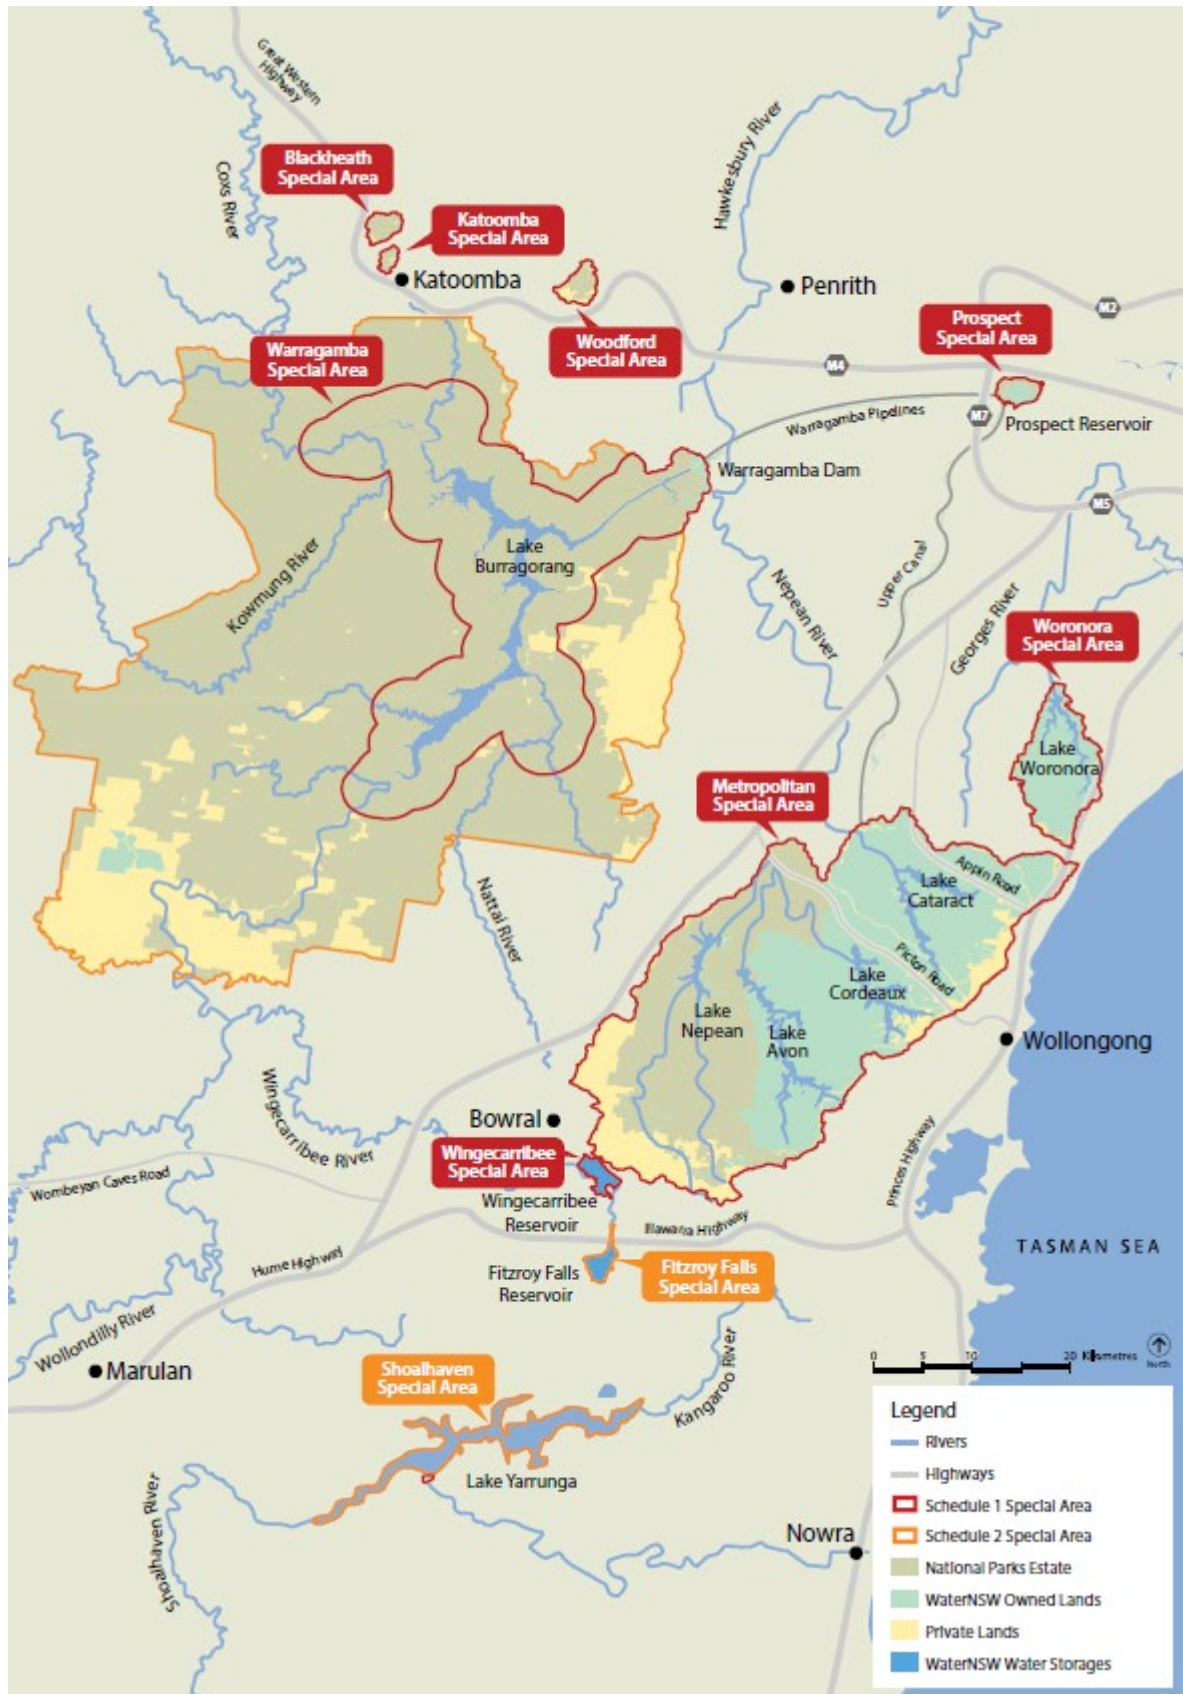 Great Western
Highway
Coxs River
Blackheath
Special Area
Katoomba
Special Area
Katoomba
Hawkesbury River
Penrith
M2
Prospect
Special Area
Woodford
Special Area
Warragamba
Special Area
M4
M7
Warragamba Pipelines
Prospect Reservoir
Warragamba Dam
M5
Lake
Burragorang
Kowmung River
Nepean River
Upper Canal
Georges River
Woronora
Special Area
Lake
Woronora
Metropolitan
Special Area
Appin Road
Lake
Cataract
Nattai River
Picton Road
Lake
Cordeaux
Lake
Nepean
Lake
Avon
Wollongong
Wingecarribee River
Bowral
Wingecarribee
Special Area
Wombeyan Caves Road
Princes Highway
Wingecarribee
Reservoir
Illawarra Highway
Hume Highway
TASMAN SEA
Fitzroy Falls
Special Area
Fitzroy Falls
Reservoir
Wollondilly River
Marulan
Shoalhaven
Special Area
Kangaroo River
0 5 10 20 Kilometres
North
Lake Yarrunga
Shoalhaven River
Nowra
Legend
Rivers
Highways
Schedule 1 Special Area
Schedule 2 Special Area
National Parks Estate
WaterNSW Owned Lands
Private Lands
WaterNSW Water Storages